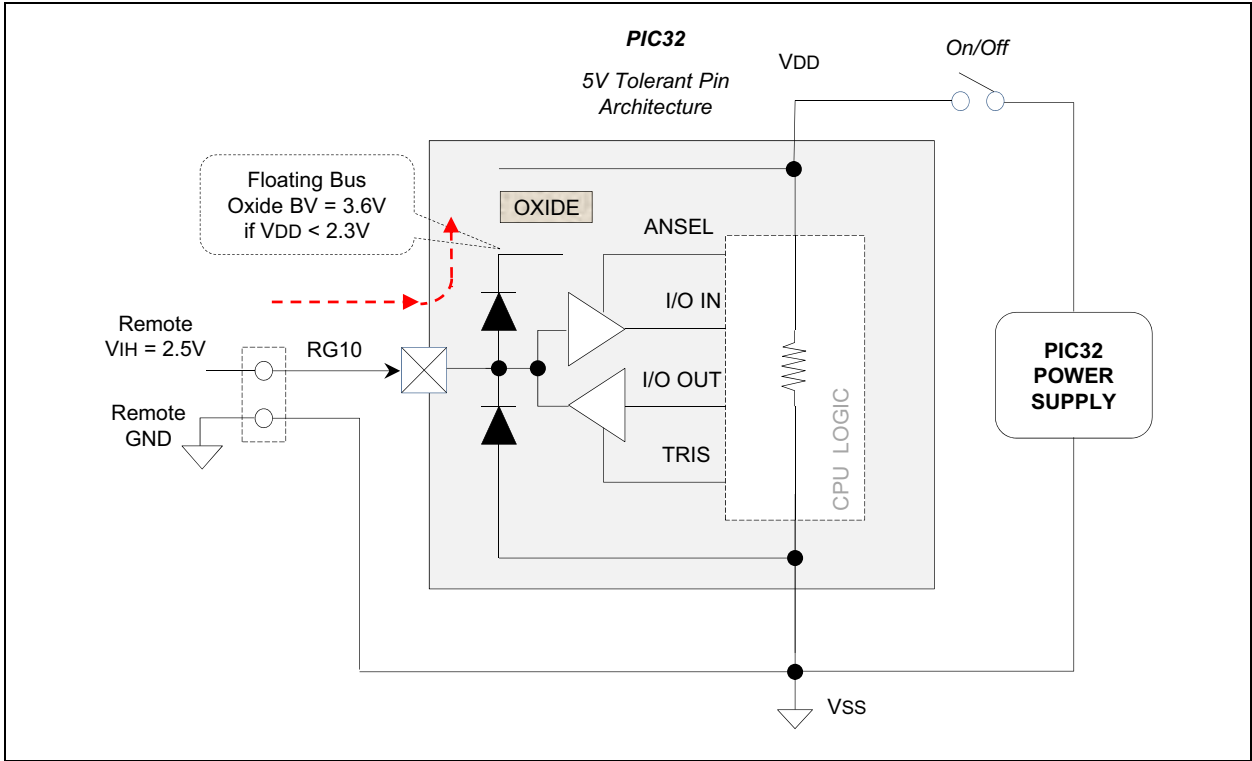 PIC32
5V Tolerant Pin
Architecture
VDD
On/Off
Floating Bus
Oxide BV = 3.6V
if VDD < 2.3V
OXIDE
ANSEL
I/O IN
I/O OUT
TRIS
CPU LOGIC
Remote
VIH = 2.5V
RG10
Remote
GND
PIC32
POWER
SUPPLY
VSS